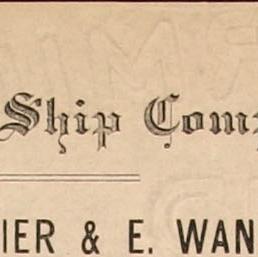 Ship Com
IER & E. WAN